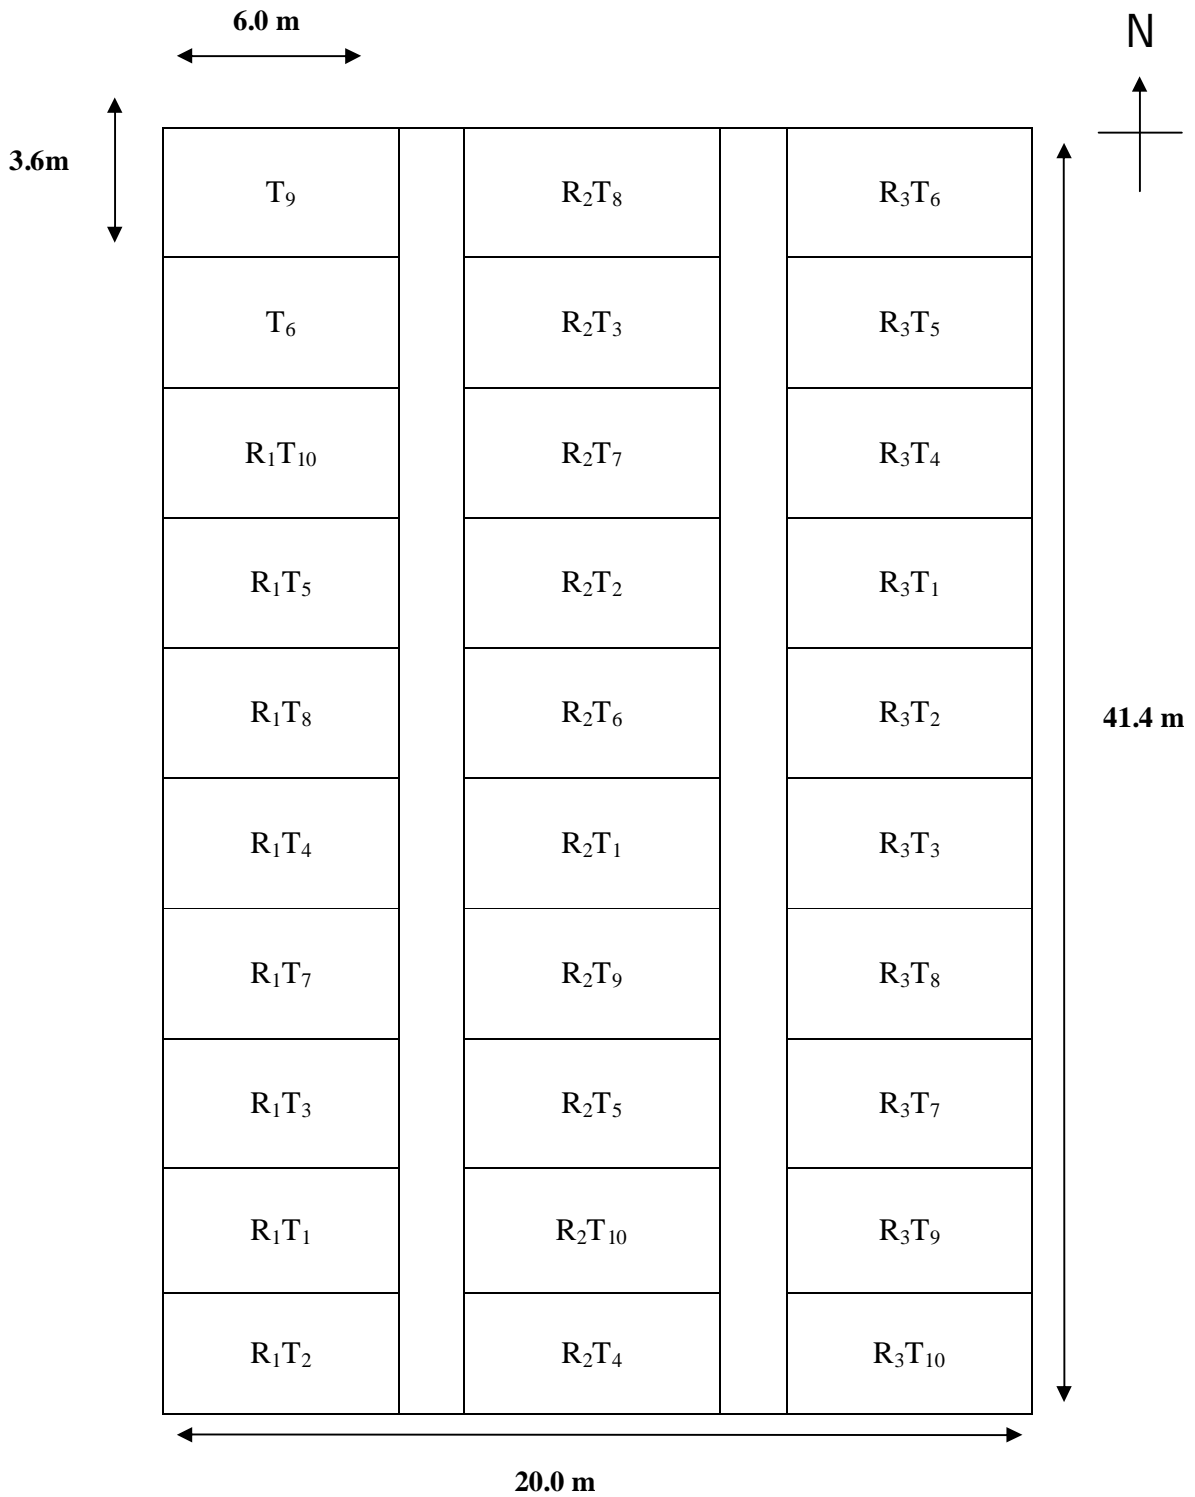 6.0 m
N
3.6m
T₉ R₂T₈ R₃T₆
T₆ R₂T₃ R₃T₅
R₁T₁₀ R₂T₇ R₃T₄
R₁T₅ R₂T₂ R₃T₁
R₁T₈ R₂T₆ R₃T₂
41.4 m
R₁T₄ R₂T₁ R₃T₃
R₁T₇ R₂T₉ R₃T₈
R₁T₃ R₂T₅ R₃T₇
R₁T₁ R₂T₁₀ R₃T₉
R₁T₂ R₂T₄ R₃T₁₀
20.0 m